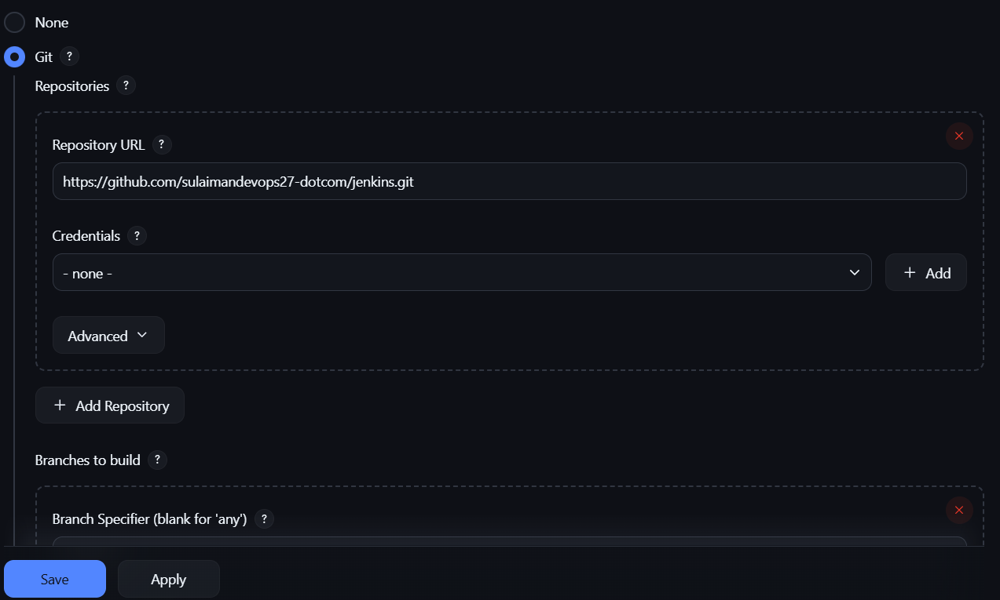 None
Git ?
Repositories ?
Repository URL ?
https://github.com/sulaimandevops27-dotcom/jenkins.git
Credentials ?
- none -
+ Add
Advanced
+ Add Repository
Branches to build ?
Branch Specifier (blank for 'any') ?
Save
Apply